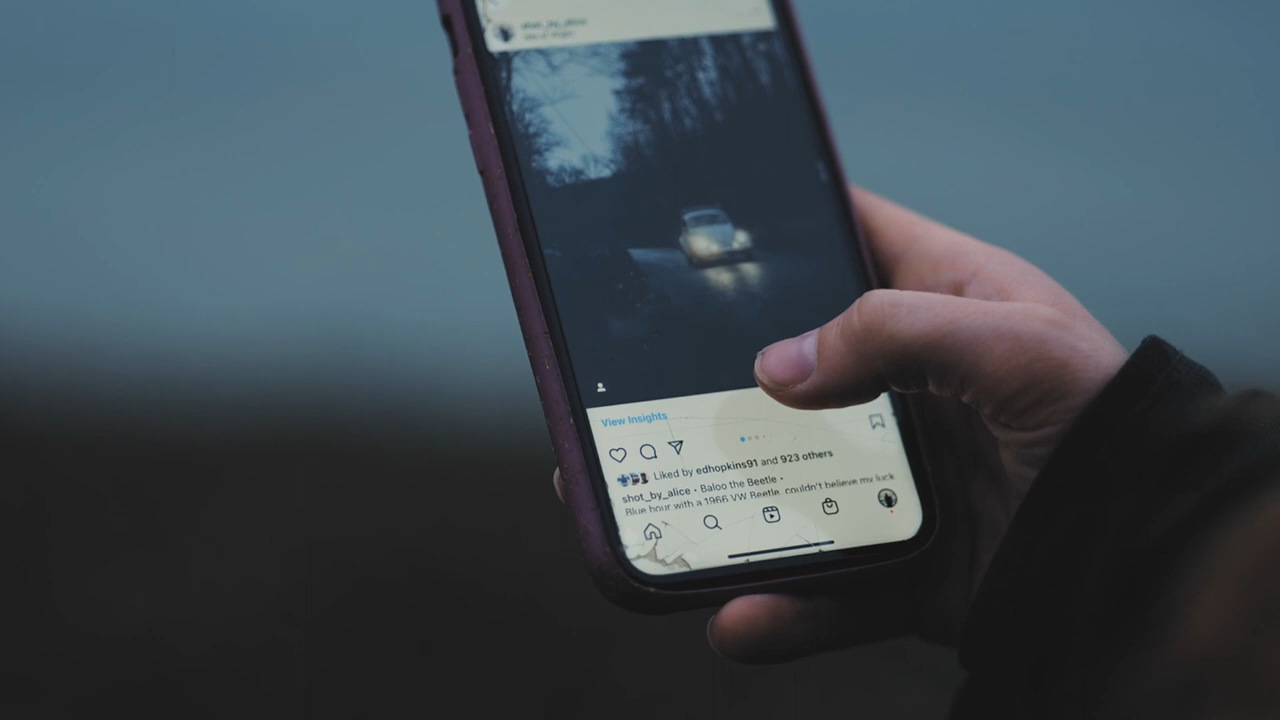 shot_by_alice
View Insights
Liked by edhopkins91 and 923 others
shot_by_alice • Baloo the Beetle •
Blue hour with a 1966 VW Beetle, couldn't believe my luck